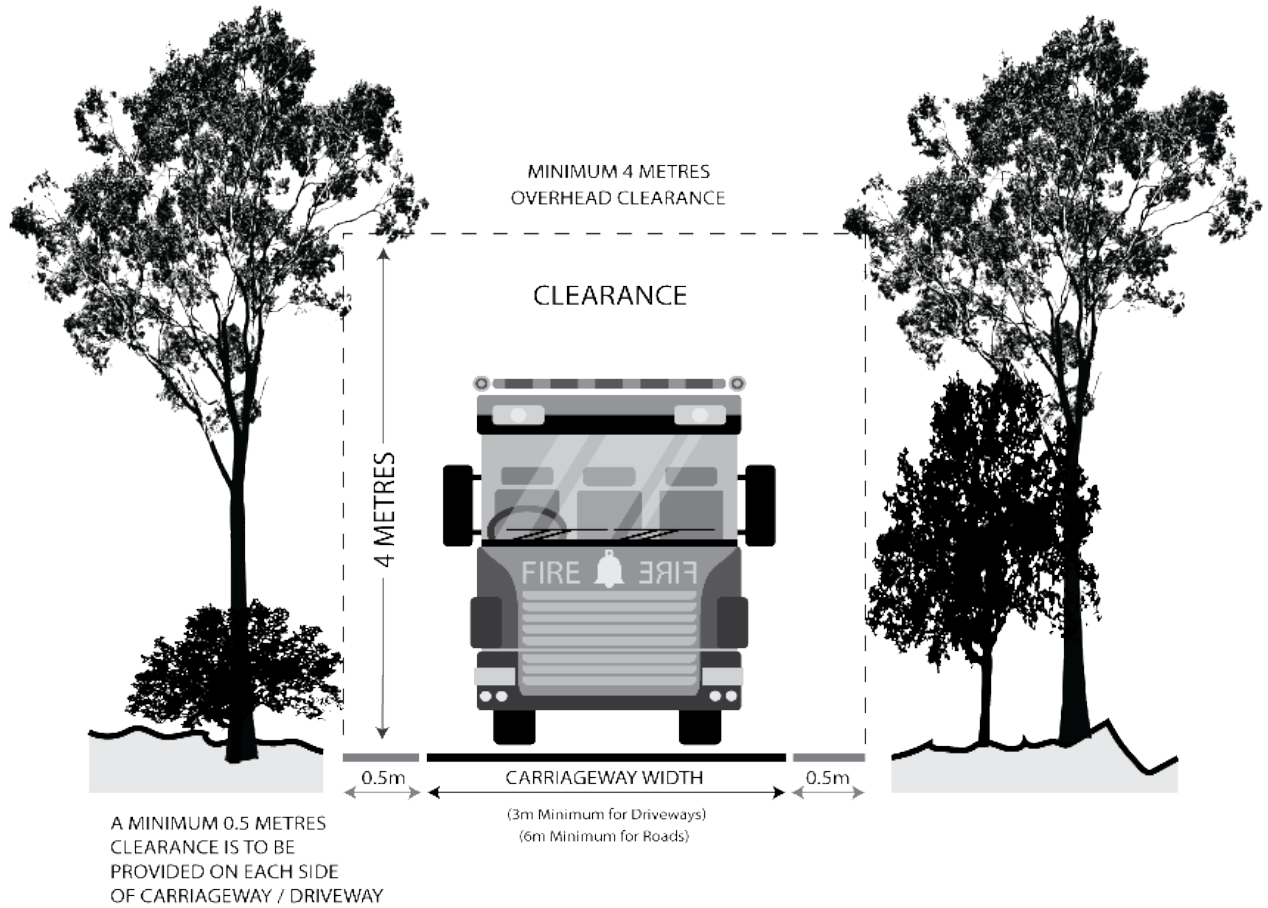 MINIMUM 4 METRES
OVERHEAD CLEARANCE
CLEARANCE
4 METRES
FIRE FIRE
0.5m
CARRIAGEWAY WIDTH
0.5m
(3m Minimum for Driveways)
(6m Minimum for Roads)
A MINIMUM 0.5 METRES
CLEARANCE IS TO BE
PROVIDED ON EACH SIDE
OF CARRIAGEWAY / DRIVEWAY